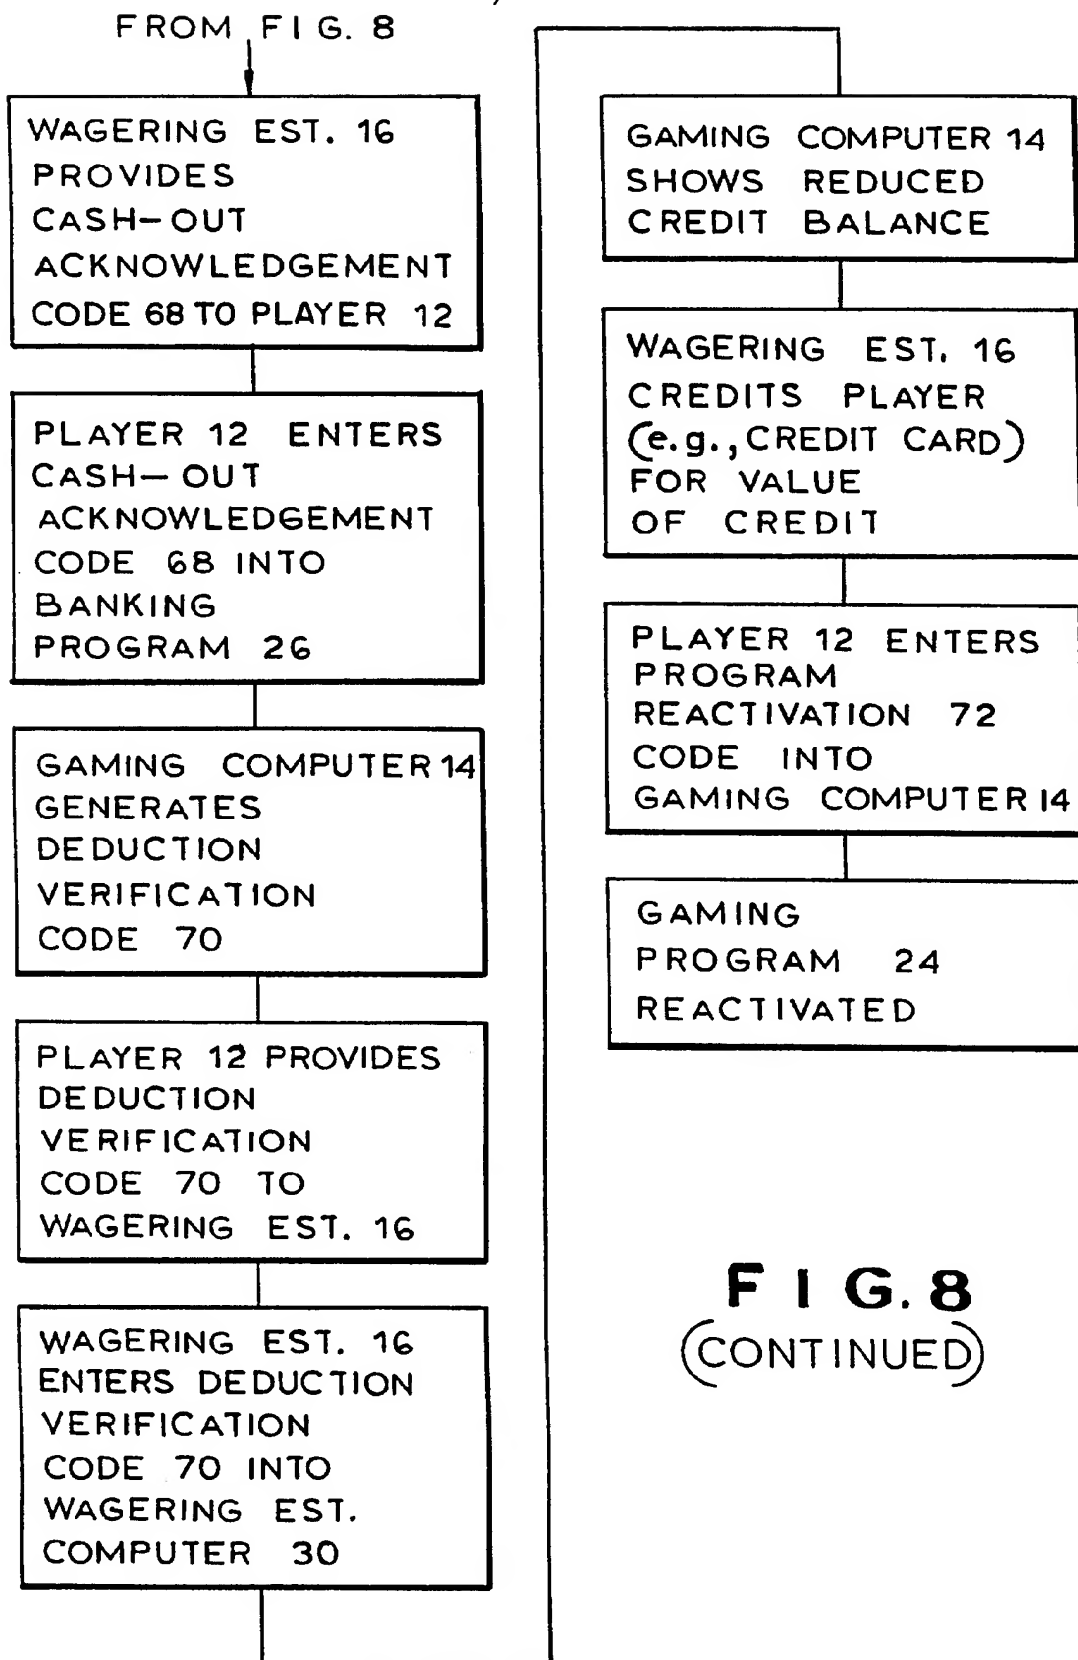 FROM FIG. 8
WAGERING EST. 16
PROVIDES
CASH-OUT
ACKNOWLEDGEMENT
CODE 68 TO PLAYER 12
PLAYER 12 ENTERS
CASH-OUT
ACKNOWLEDGEMENT
CODE 68 INTO
BANKING
PROGRAM 26
GAMING COMPUTER 14
GENERATES
DEDUCTION
VERIFICATION
CODE 70
PLAYER 12 PROVIDES
DEDUCTION
VERIFICATION
CODE 70 TO
WAGERING EST. 16
WAGERING EST. 16
ENTERS DEDUCTION
VERIFICATION
CODE 70 INTO
WAGERING EST.
COMPUTER 30
GAMING COMPUTER 14
SHOWS REDUCED
CREDIT BALANCE
WAGERING EST. 16
CREDITS PLAYER
(e.g., CREDIT CARD)
FOR VALUE
OF CREDIT
PLAYER 12 ENTERS
PROGRAM
REACTIVATION 72
CODE INTO
GAMING COMPUTER 14
GAMING
PROGRAM 24
REACTIVATED
FIG. 8
(CONTINUED)